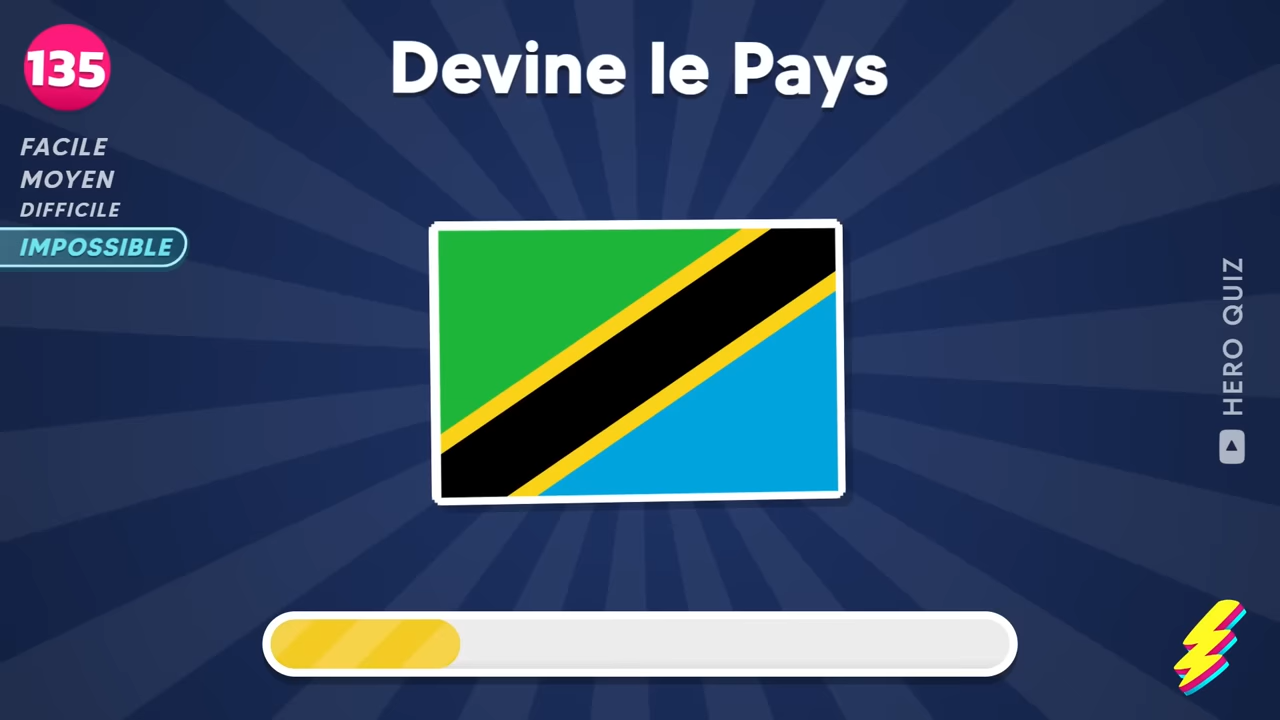 135
Devine le Pays
FACILE
MOYEN
DIFFICILE
IMPOSSIBLE
HERO QUIZ